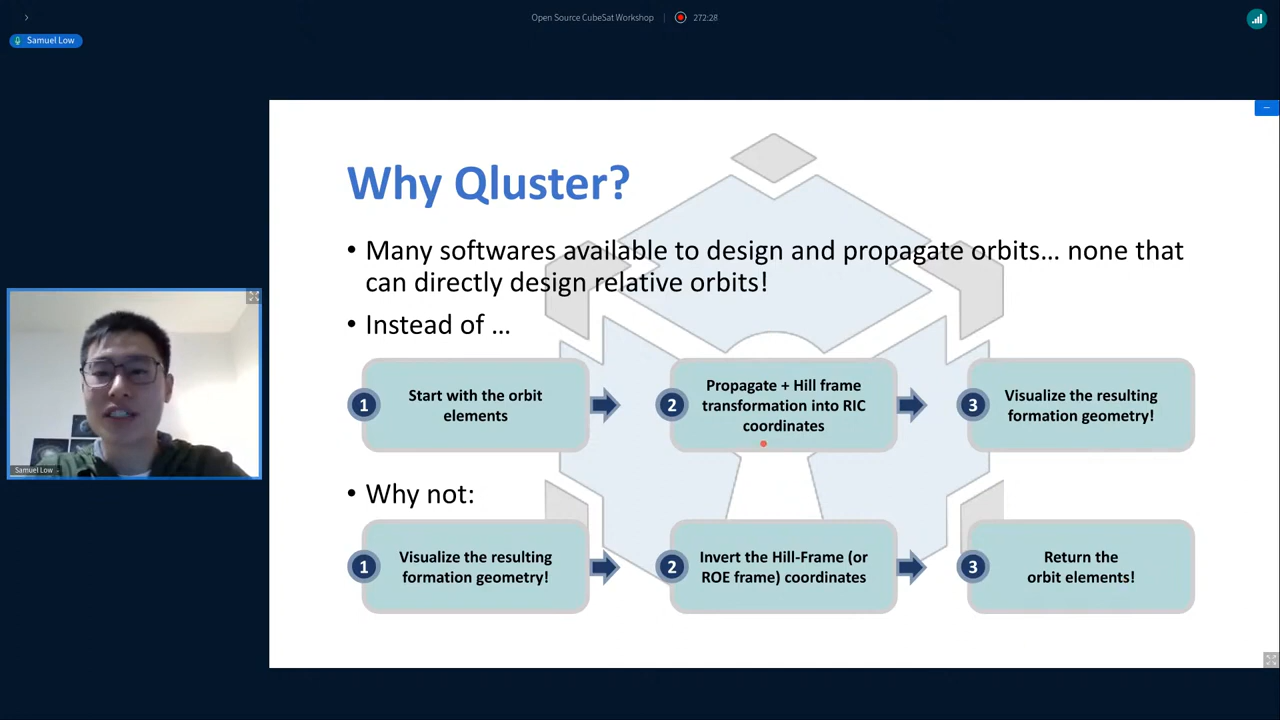 Open Source CubeSat Workshop
272:28
Samuel Low
Why Qluster?
• Many softwares available to design and propagate orbits… none that
can directly design relative orbits!
• Instead of …
1
Start with the orbit
elements
2
Propagate + Hill frame
transformation into RIC
coordinates
3
Visualize the resulting
formation geometry!
Samuel Low
• Why not:
1
Visualize the resulting
formation geometry!
2
Invert the Hill-Frame (or
ROE frame) coordinates
3
Return the
orbit elements!